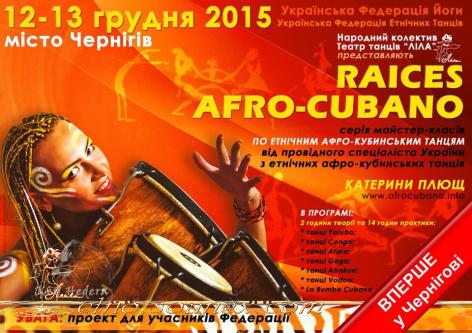 12-13 грудня 2015
місто Чернігів
Українська Федерація Йоги
Українська Федерація Етнічних Танців
Народний колектив
Театр танців "ЛІЛА"
представляють
RAICES
AFRO-CUBANO
серія майстер-класів
ПО ЕТНІЧНИМ АФРО-КУБИНСЬКИМ ТАНЦЯМ
від провідного спеціаліста України
з етнічних афро-кубинських танців
КАТЕРИНИ ПЛЮЩ
www.afrocubano.info
В ПРОГРАМІ:
2 години теорії та 14 годин практики:
• танці Yoruba;
• танці Congo;
• танці Arara;
• танці Gaga;
• танці Abakua;
• танці Vodoo;
• La Rumba Cubana
ВПЕРШЕ
у Чернігові
УВАГА: проект для учасників Федерації